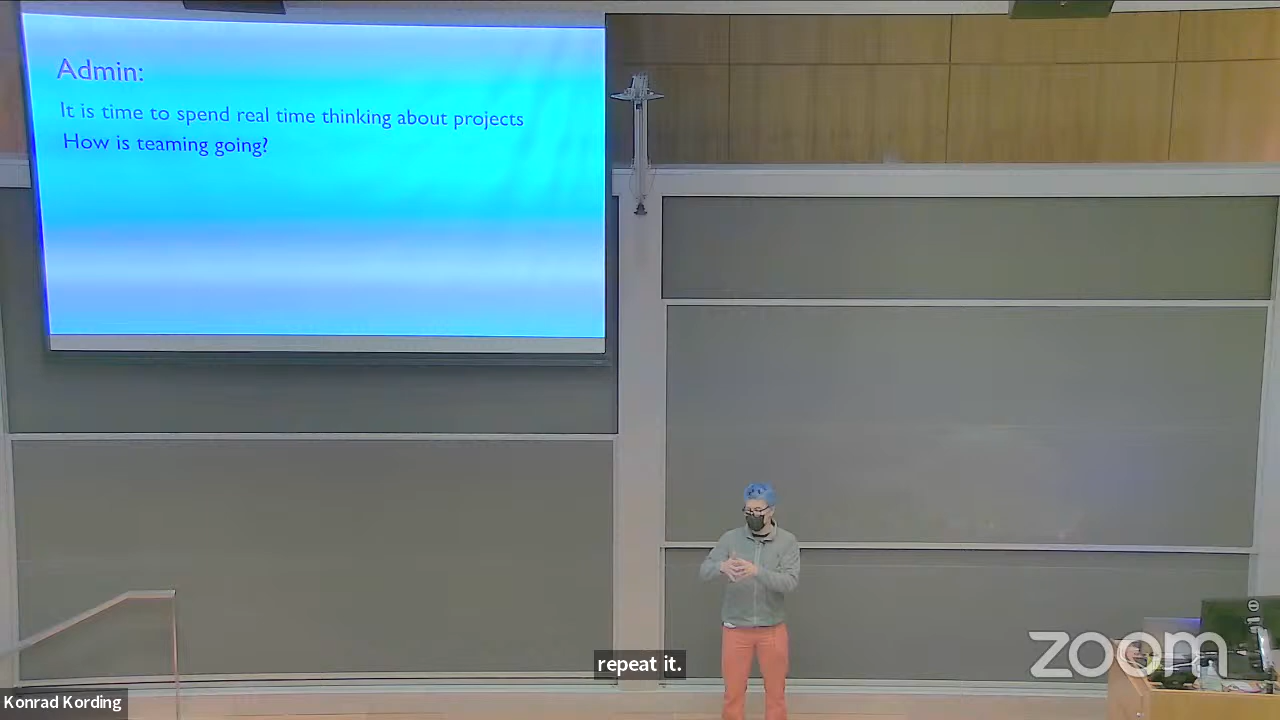 Admin:
It is time to spend real time thinking about projects
How is teaming going?
repeat it.
zoom
Konrad Kording